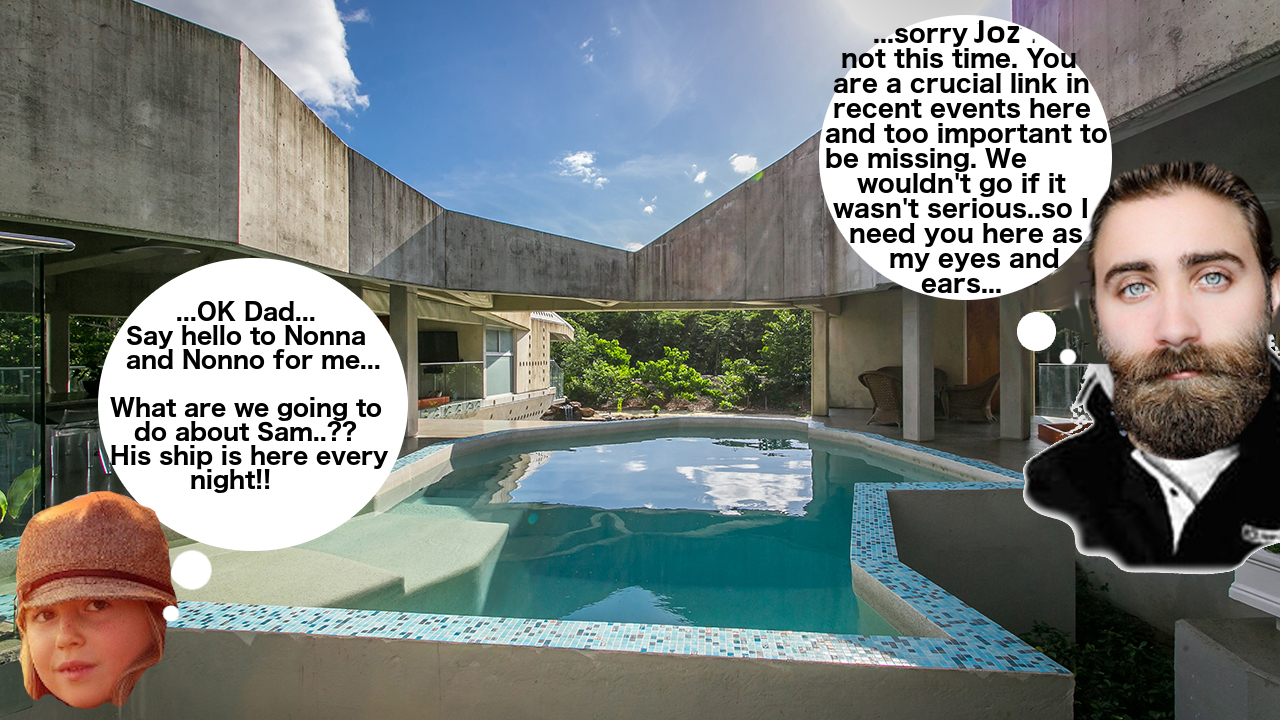 ...sorry Joz
not this time. You
are a crucial link in
recent events here
and too important to
be missing. We
wouldn't go if it
wasn't serious..so I
need you here as
my eyes and
ears...
...OK Dad...
Say hello to Nonna
and Nonno for me...
What are we going to
do about Sam..??
His ship is here every
night!!